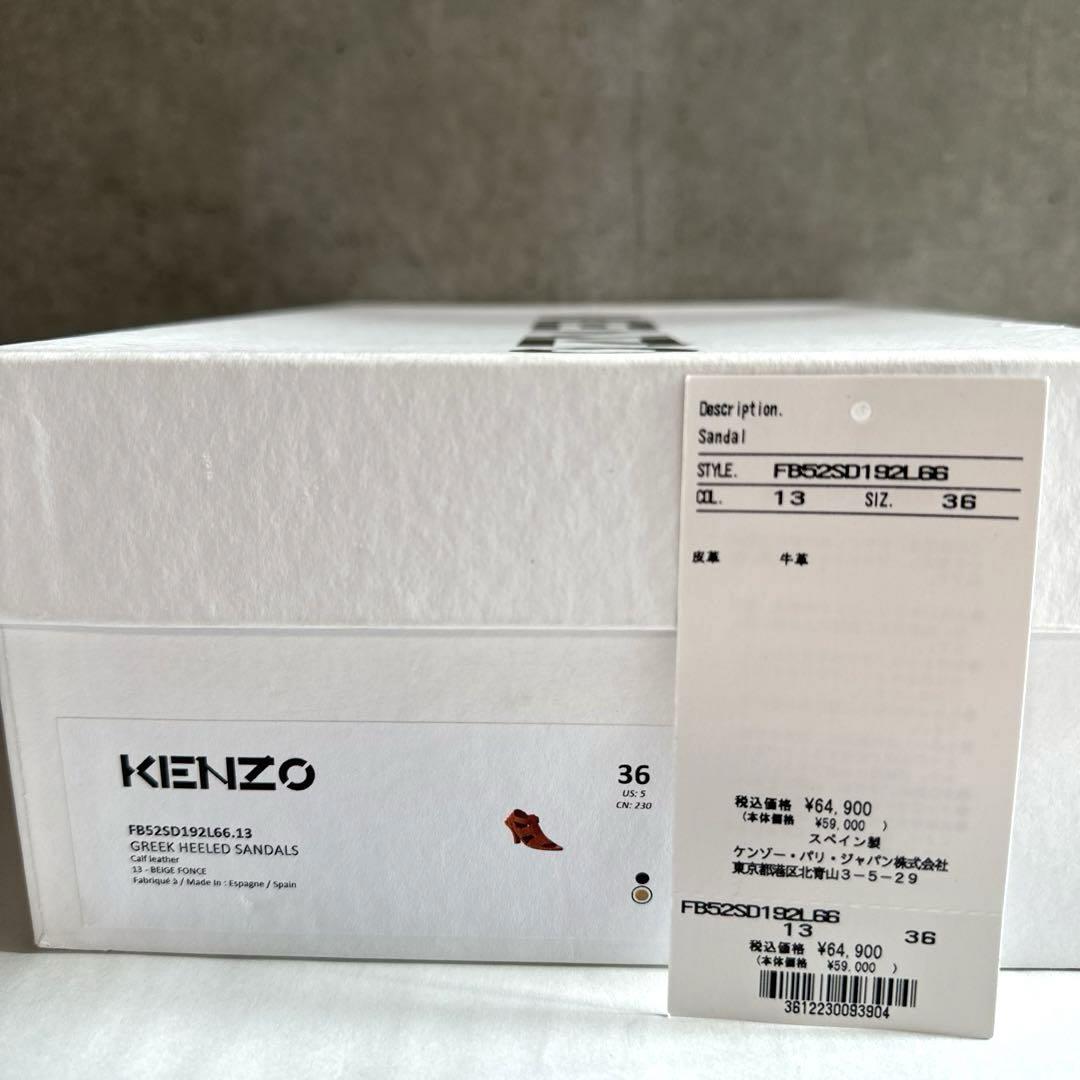 KENZO
FB52SD192L66.13
GREEK HEELED SANDALS
Calf leather
13 - BEIGE FONCE
Fabriqué à / Made in : Espagne / Spain
36
US: 5
CN: 230
Description.
Sandal
STYLE. FB52SD192L66
COL. 13 SIZ. 36
皮革 牛革
税込価格 ¥64,900
(本体価格 ¥59,000 )
スペイン製
ケンゾー・パリ・ジャパン株式会社
東京都港区北青山3-5-29
FB52SD192L66
13 36
税込価格 ¥64,900
(本体価格 ¥59,000 )
3612230093904